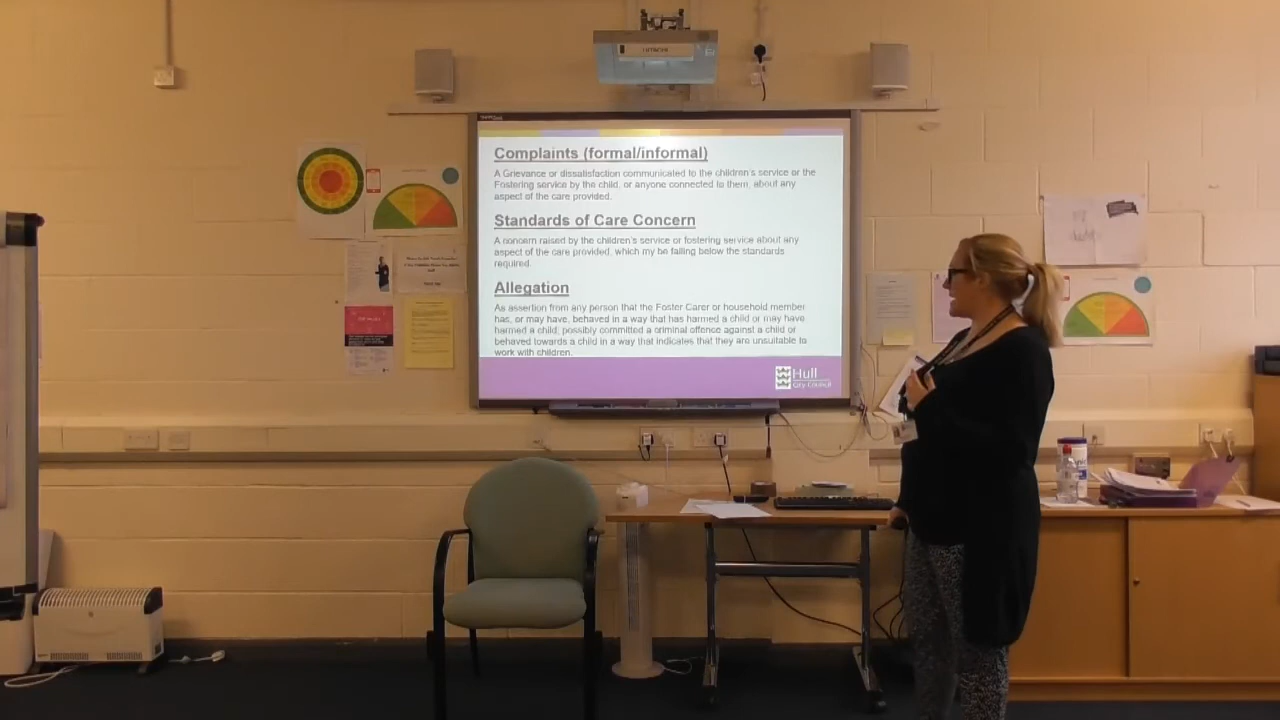 HITACHI
Complaints (formal/informal)
A Grievance or dissatisfaction communicated to the children's service or the
Fostering service by the child, or anyone connected to them, about any
aspect of the care provided.
Standards of Care Concern
A concern raised by the children's service or fostering service about any
aspect of the care provided, which my be falling below the standards
required.
Allegation
As assertion from any person that the Foster Carer or household member
has, or may have, behaved in a way that has harmed a child or may have
harmed a child; possibly committed a criminal offence against a child or
behaved towards a child in a way that indicates that they are unsuitable to
work with children.
Hull
City Council